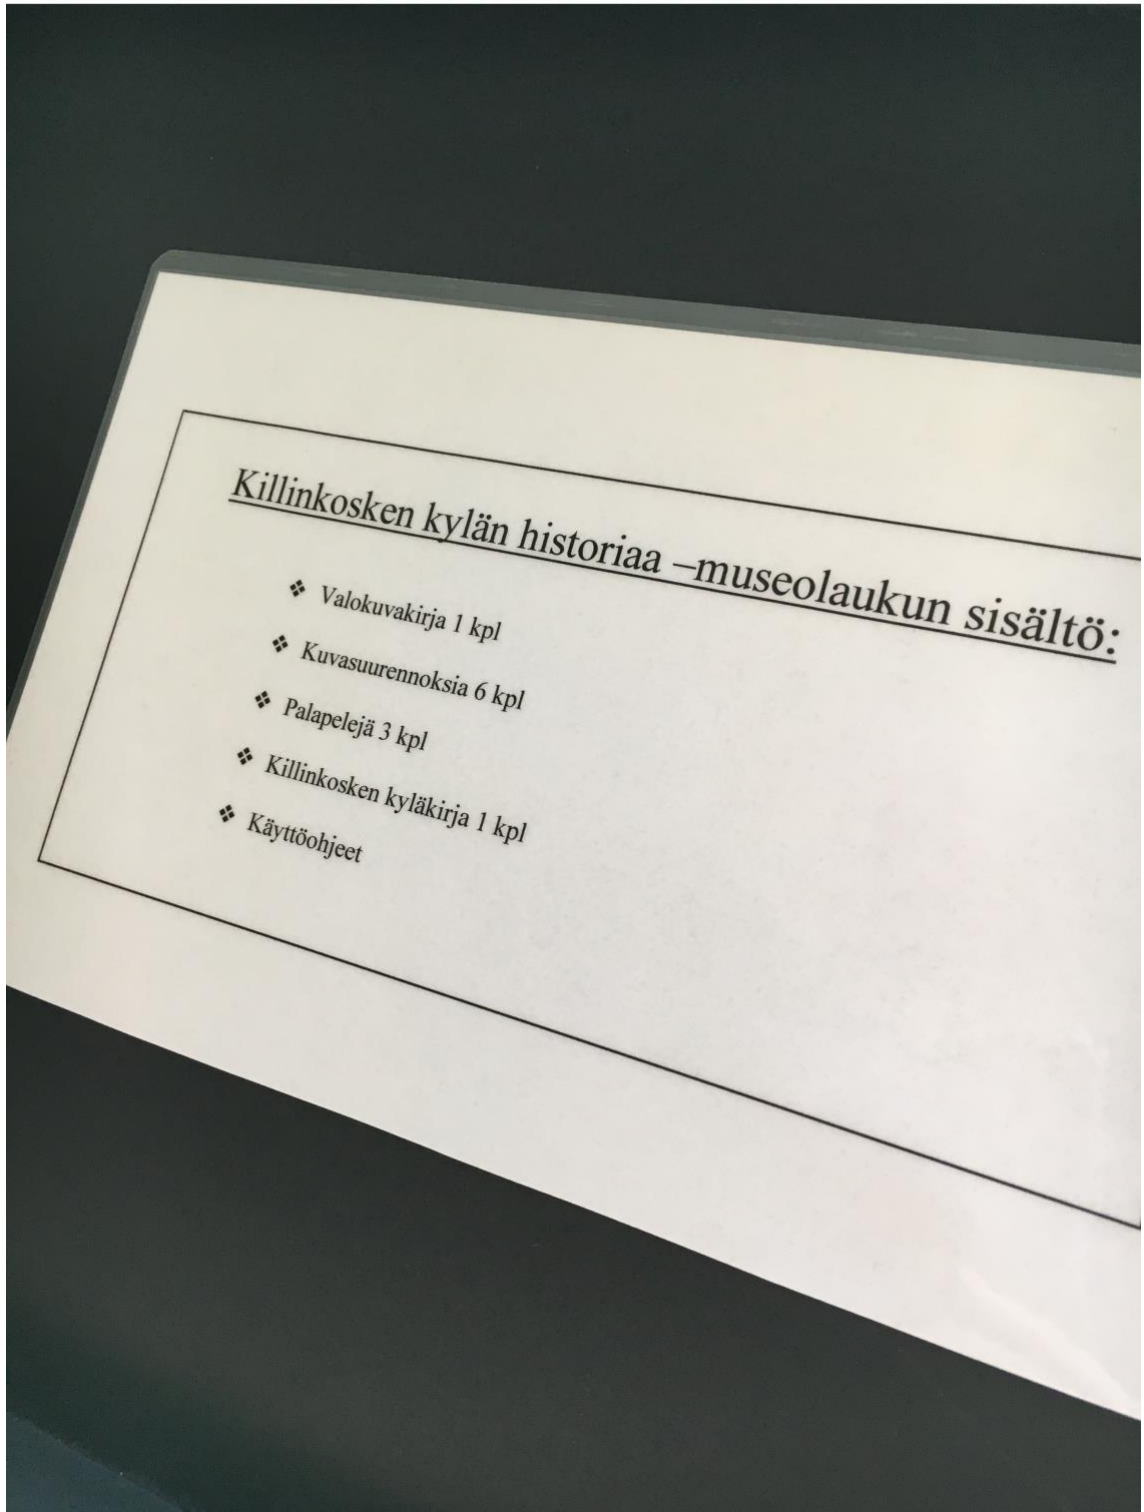 Killinkosken kylän historiaa –museolaukun sisältö:
❖ Valokuvakirja 1 kpl
❖ Kuvasuurennoksia 6 kpl
❖ Palapelejä 3 kpl
❖ Killinkosken kyläkirja 1 kpl
❖ Käyttöohjeet